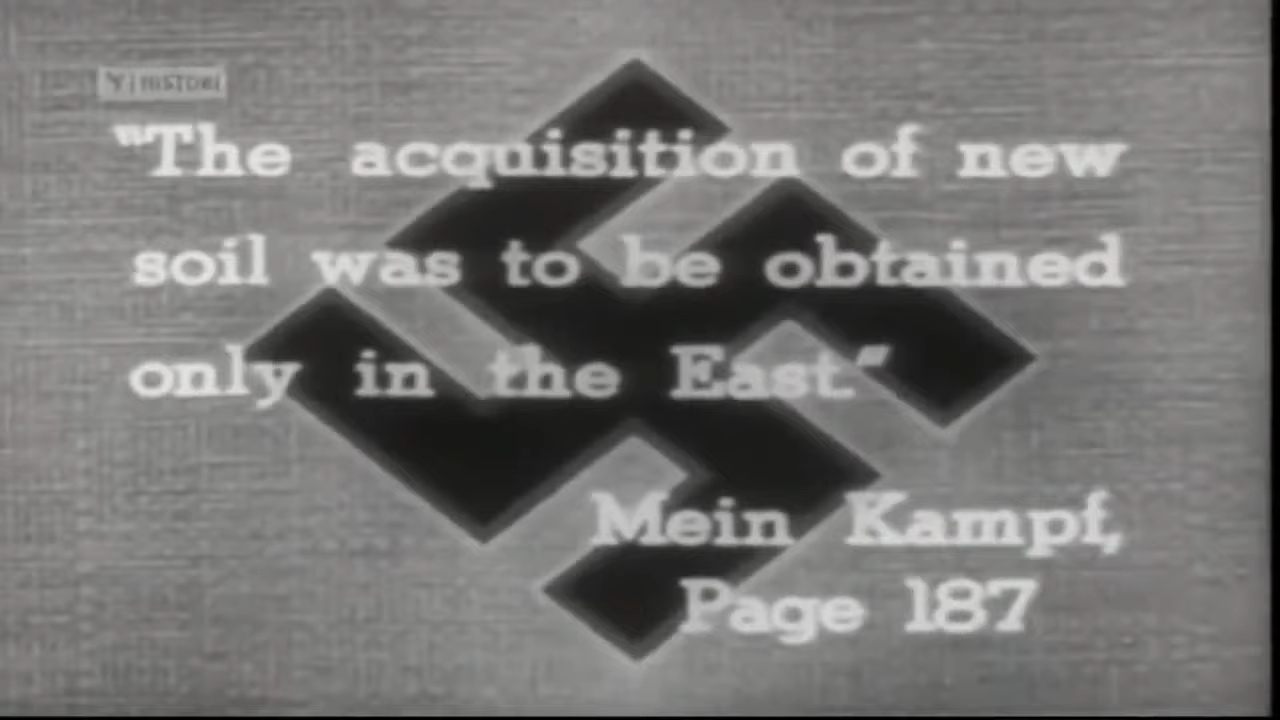 "The acquisition of new
soil was to be obtained
only in the East."
Mein Kampf,
Page 187